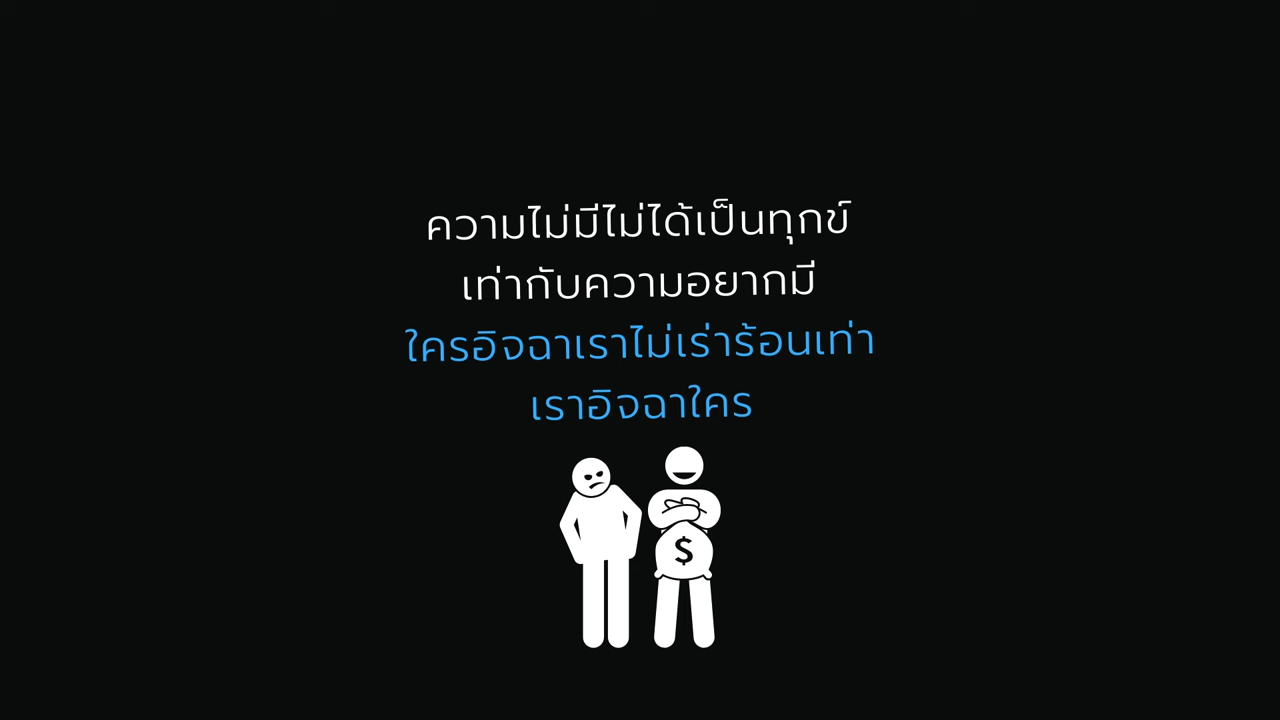 ความไม่มีไม่ได้เป็นทุกข์
เท่ากับความอยากมี
ใครอิจฉาเราไม่เร่าร้อนเท่า
เราอิจฉาใคร
$